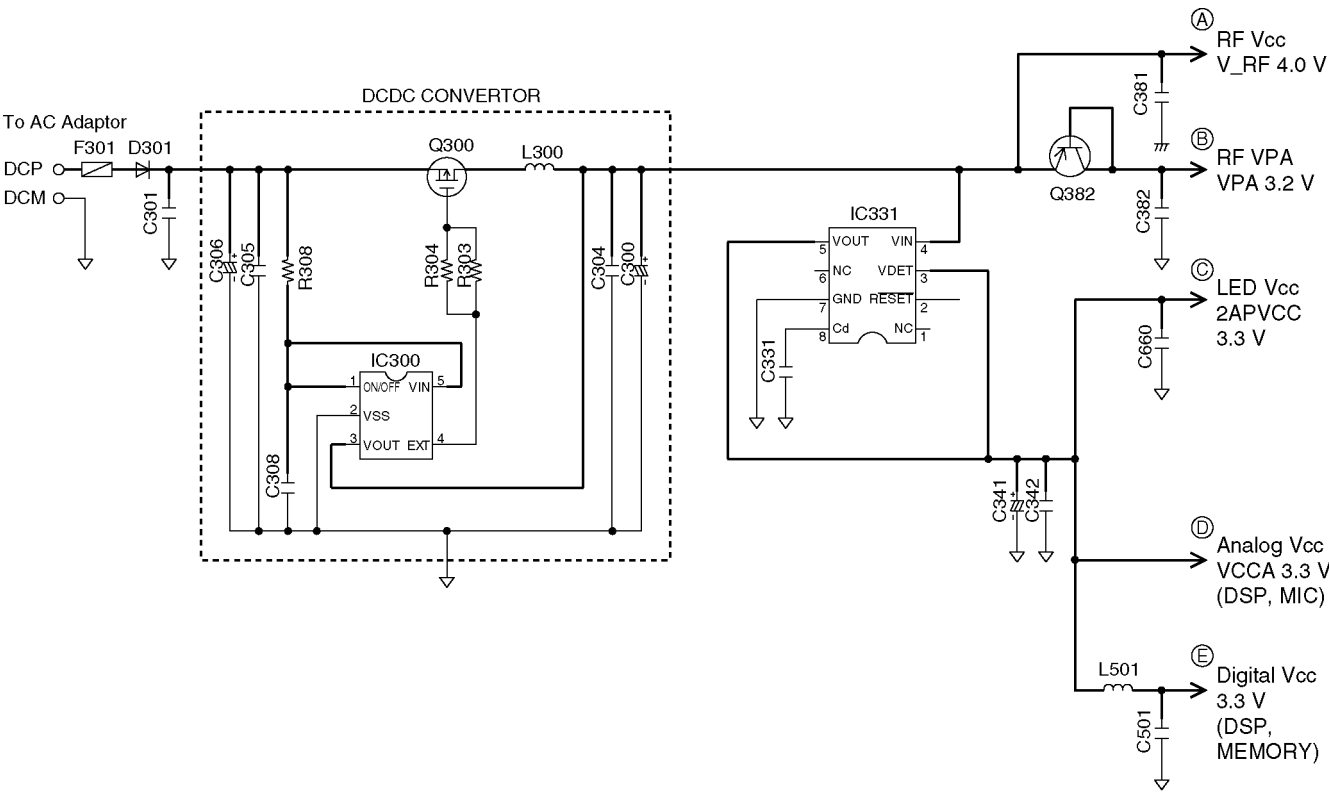 DCDC CONVERTOR
To AC Adaptor
F301
D301
DCP
DCM
C301
C306
+
-
C305
R308
Q300
L300
R304
R303
C304
C300
+
-
IC300
1 ON/OFF VIN 5
2 VSS
3 VOUT EXT 4
C308
IC331
VOUT VIN
5 4
NC VDET
6 3
GND RESET
7 2
Cd NC
8 1
C331
C341
+
-
C342
Q382
A
RF Vcc
V_RF 4.0 V
C381
B
RF VPA
VPA 3.2 V
C382
C
LED Vcc
2APVCC
3.3 V
C660
D
Analog Vcc
VCCA 3.3 V
(DSP, MIC)
E
Digital Vcc
3.3 V
(DSP,
MEMORY)
L501
C501